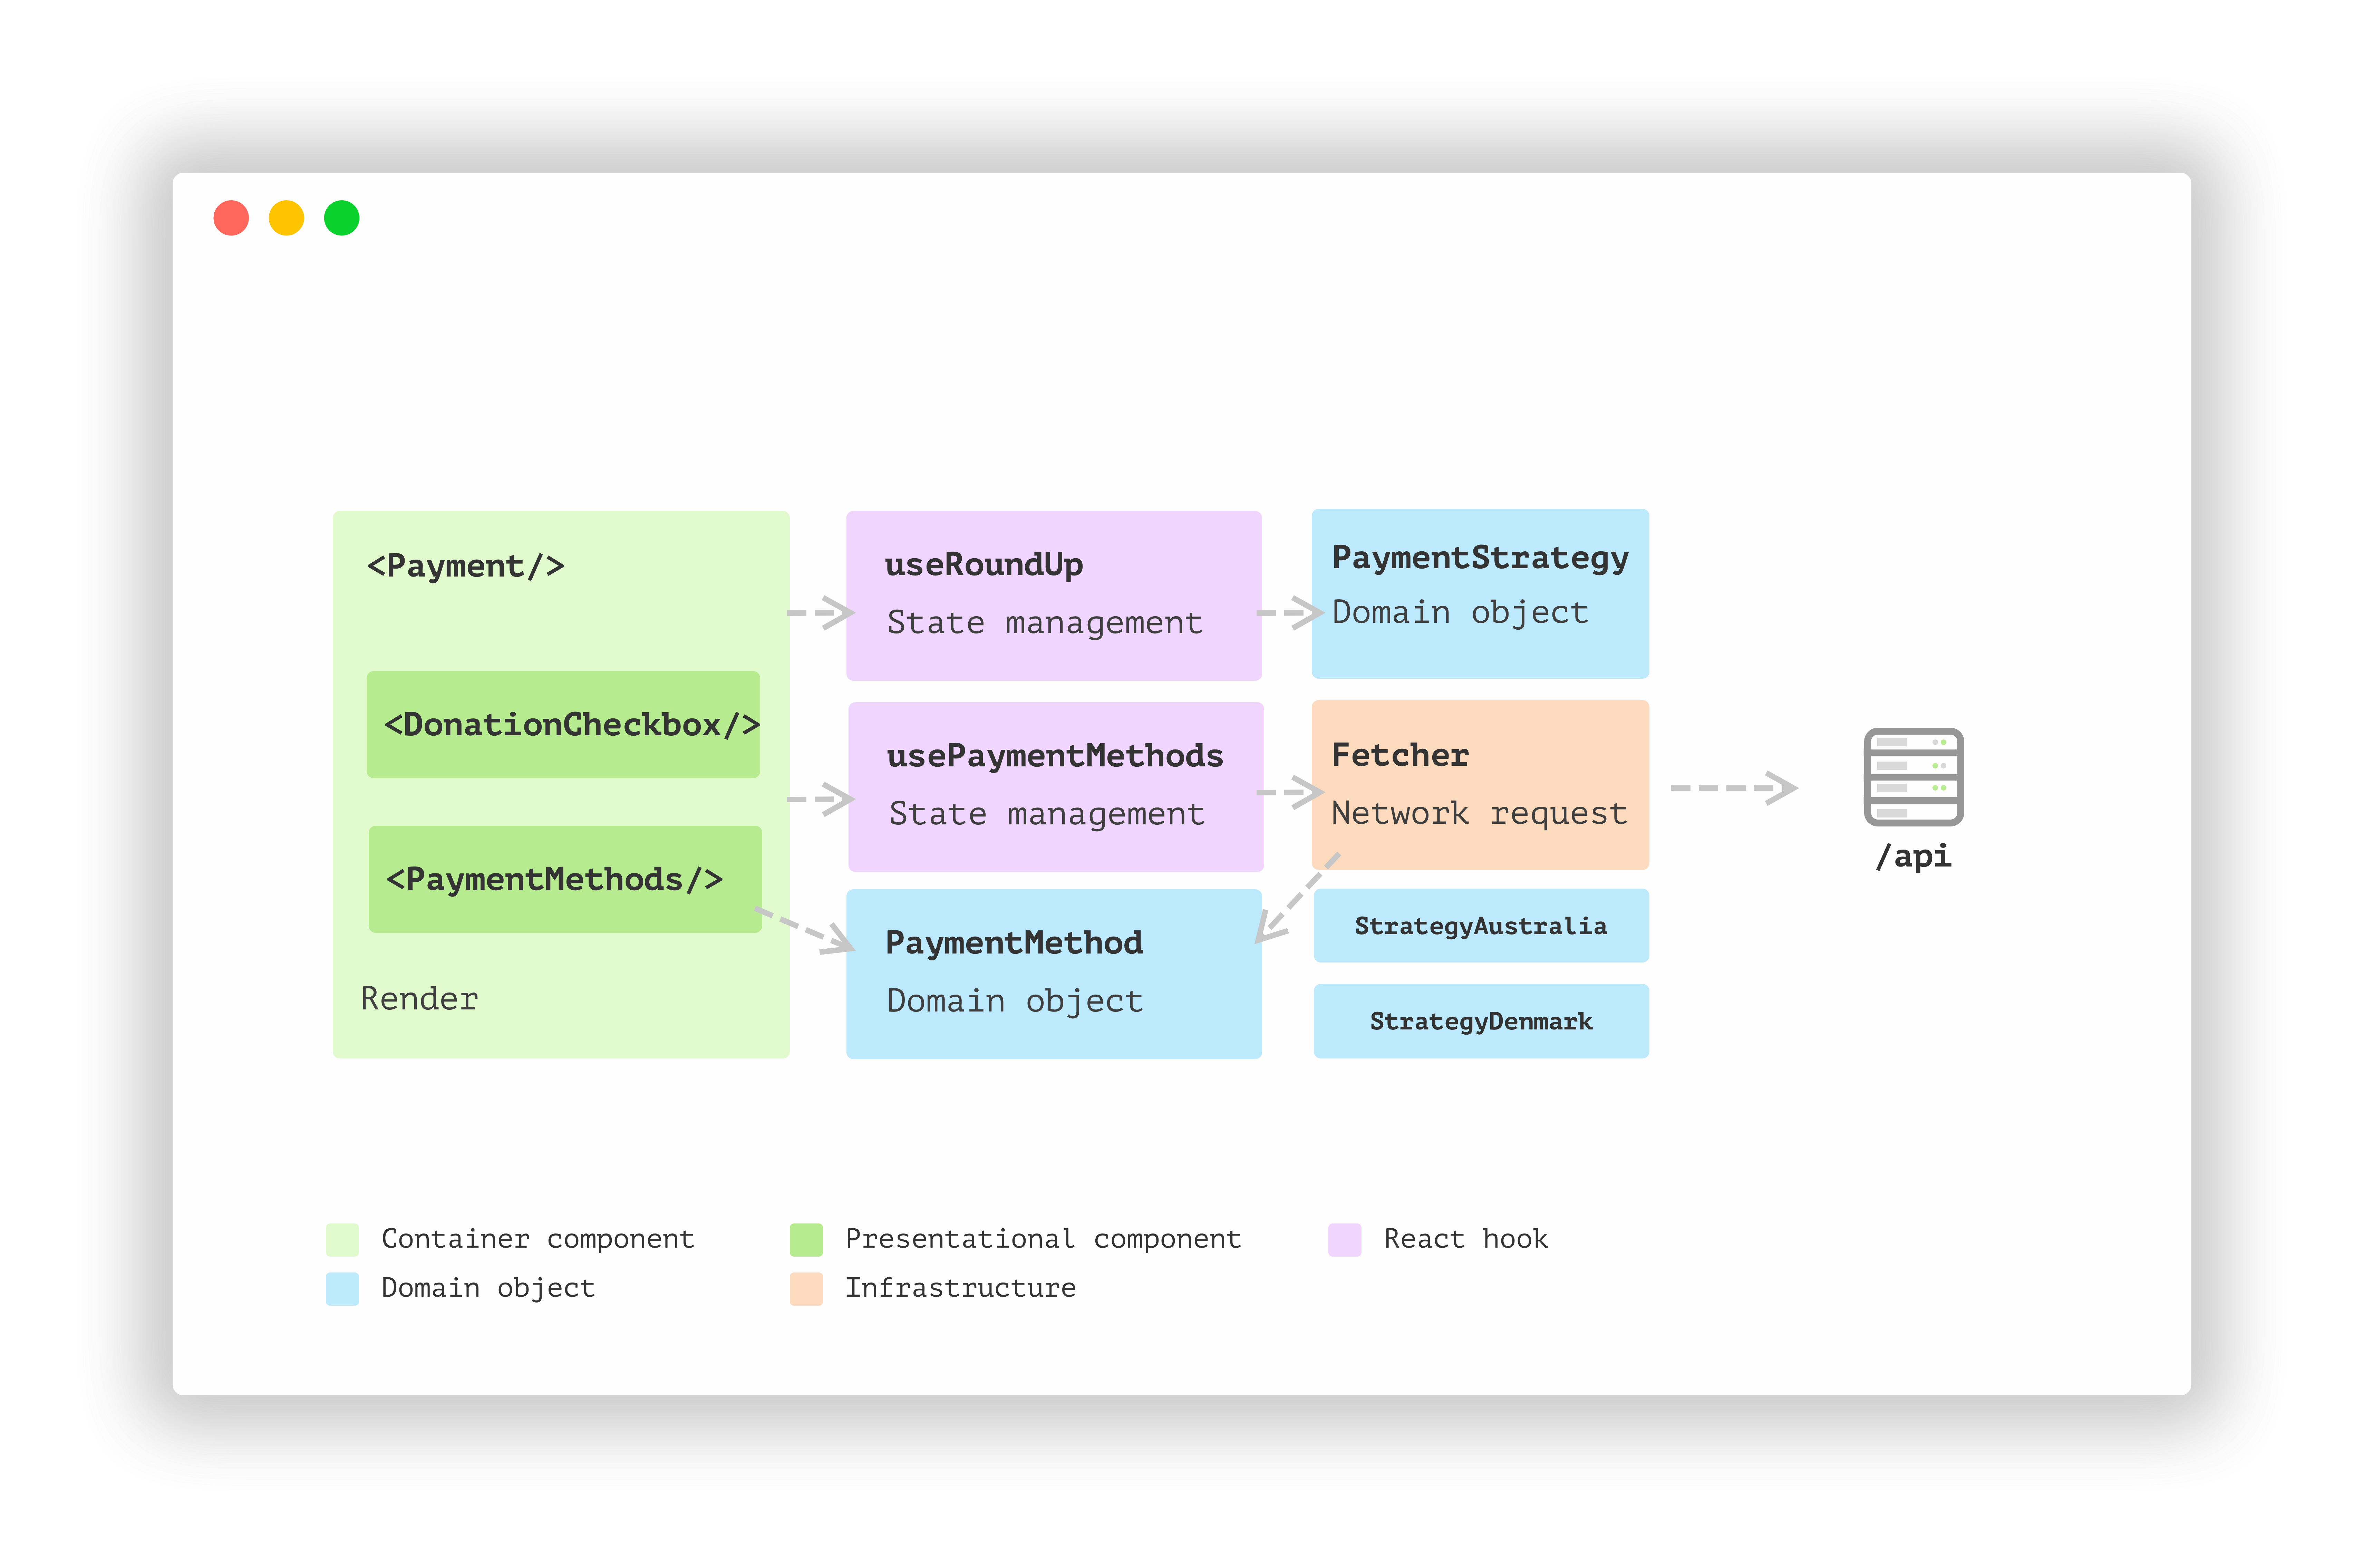 <Payment/>
<DonationCheckbox/>
<PaymentMethods/>
Render
useRoundUp
State management
usePaymentMethods
State management
PaymentMethod
Domain object
PaymentStrategy
Domain object
Fetcher
Network request
StrategyAustralia
StrategyDenmark
/api
Container component
Presentational component
React hook
Domain object
Infrastructure